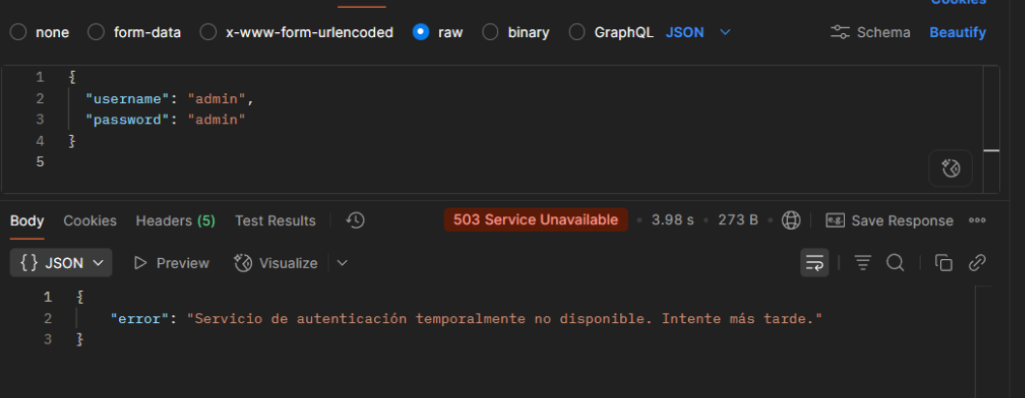 Cookies
none form-data x-www-form-urlencoded raw binary GraphQL JSON Schema Beautify
1 {
2 "username": "admin",
3 "password": "admin"
4 }
5
Body Cookies Headers (5) Test Results 503 Service Unavailable • 3.98 s • 273 B • e.g. Save Response
{} JSON Preview Visualize
1 {
2 "error": "Servicio de autenticación temporalmente no disponible. Intente más tarde."
3 }